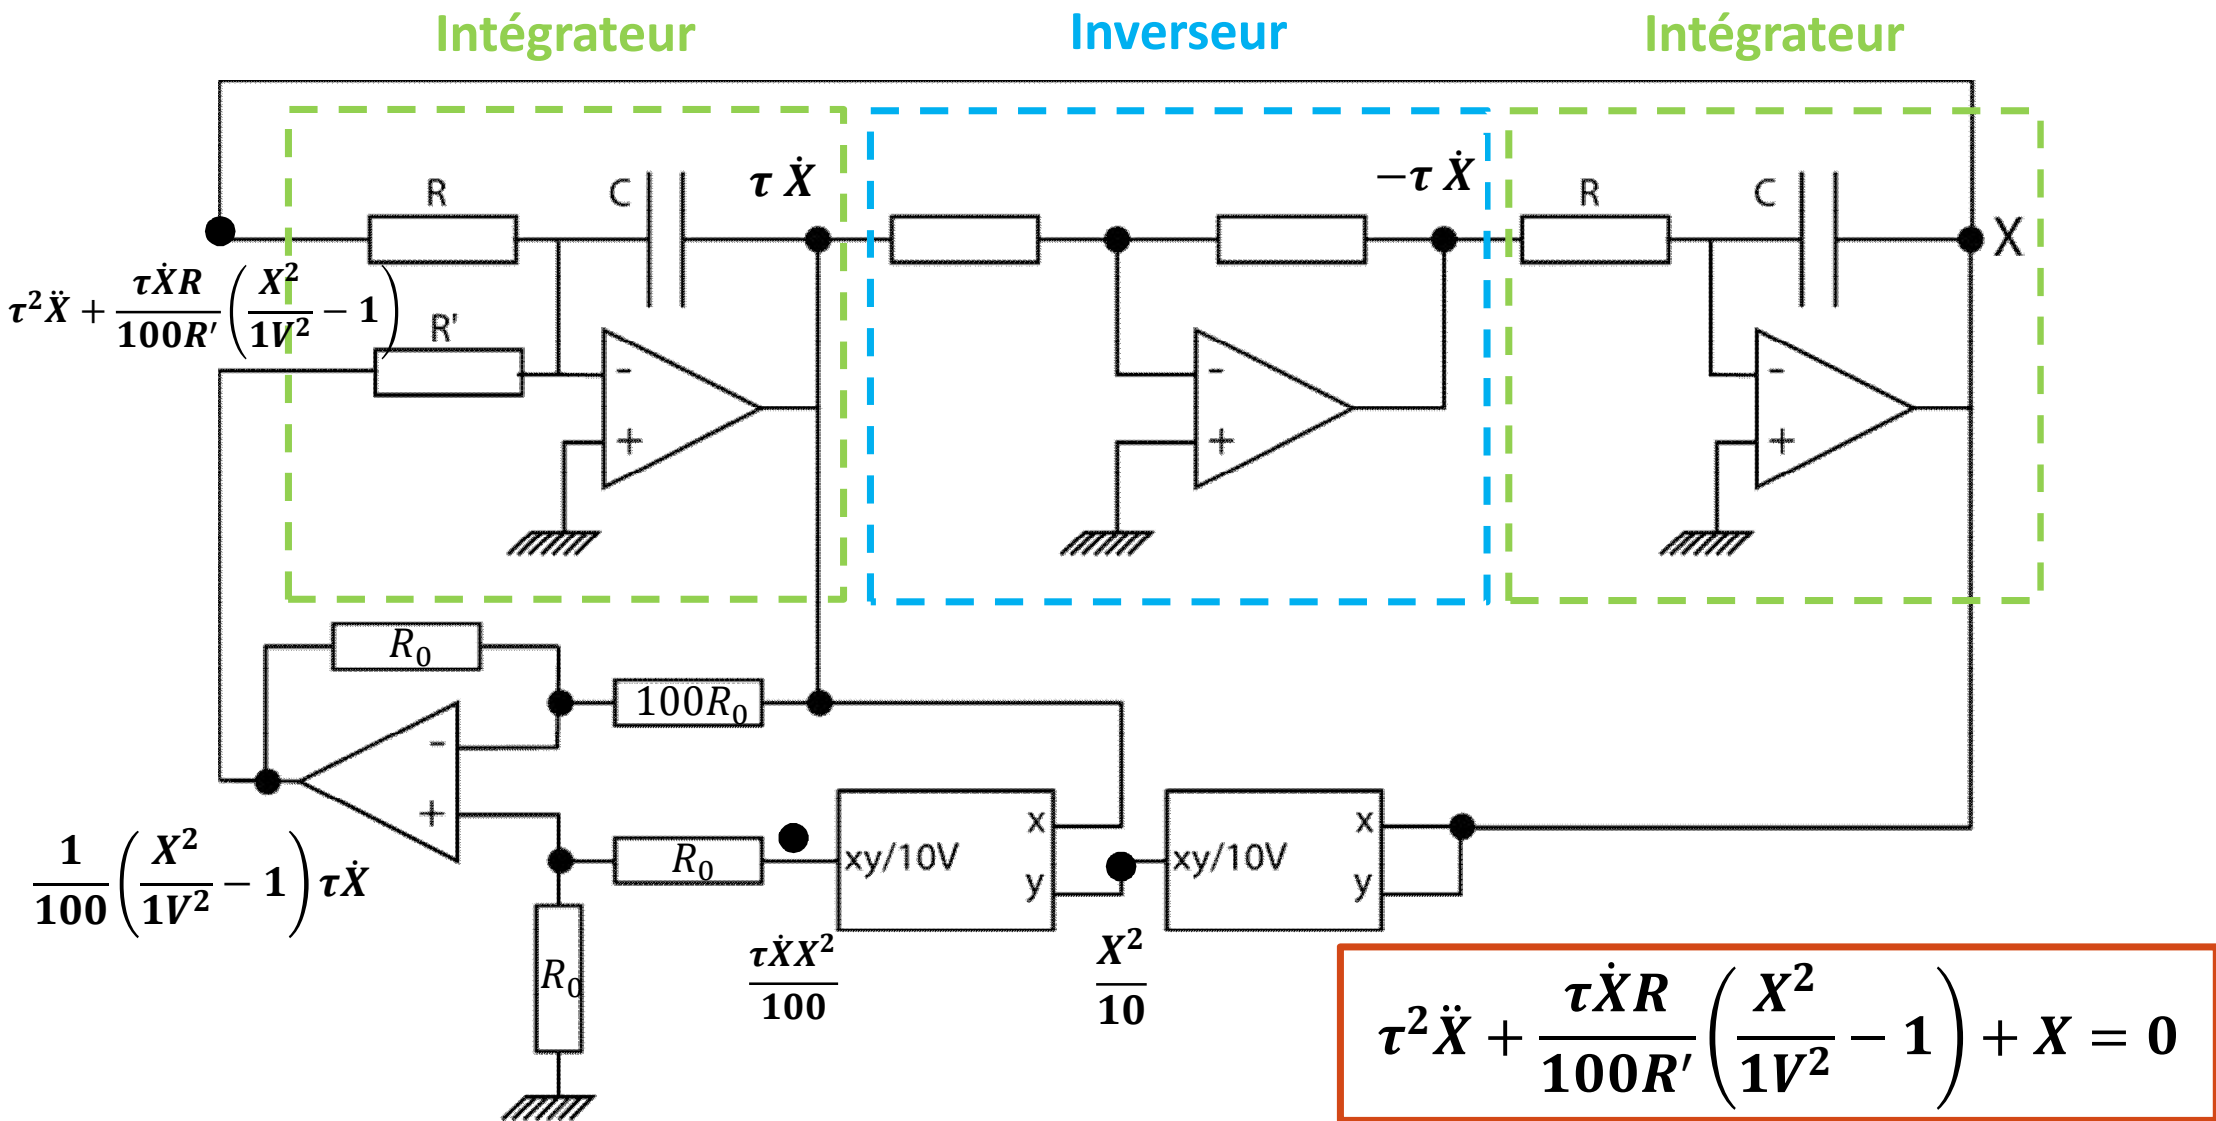 Intégrateur Inverseur Intégrateur
τ Ẋ −τ Ẋ
R C R C
X
τ²Ẍ + τẊR/100R′ (X²/1V² − 1)
R'
- - -
+ + +
R₀
100R₀
-
+
x x
R₀ xy/10V xy/10V
y y
1/100 (X²/1V² − 1) τẊ
τẊX²/100 X²/10
R₀
τ²Ẍ + τẊR/100R′ (X²/1V² − 1) + X = 0